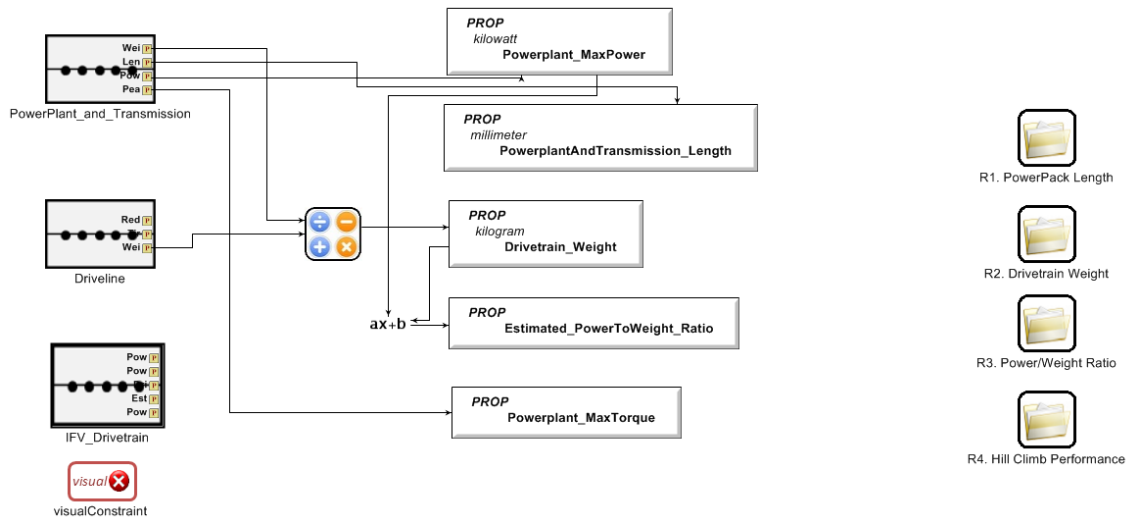 PROP
kilowatt
Powerplant_MaxPower
Wei P
Len P
Pow P
Pea P
PowerPlant_and_Transmission
PROP
millimeter
PowerplantAndTransmission_Length
R1. PowerPack Length
Red P
P
Wei P
Driveline
÷ −
+ ×
PROP
kilogram
Drivetrain_Weight
R2. Drivetrain Weight
ax+b
PROP
Estimated_PowerToWeight_Ratio
R3. Power/Weight Ratio
Pow P
Pow P
P
Est P
Pow P
IFV_Drivetrain
PROP
Powerplant_MaxTorque
R4. Hill Climb Performance
visual
visualConstraint